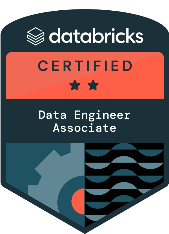 databricks
CERTIFIED
Data Engineer
Associate